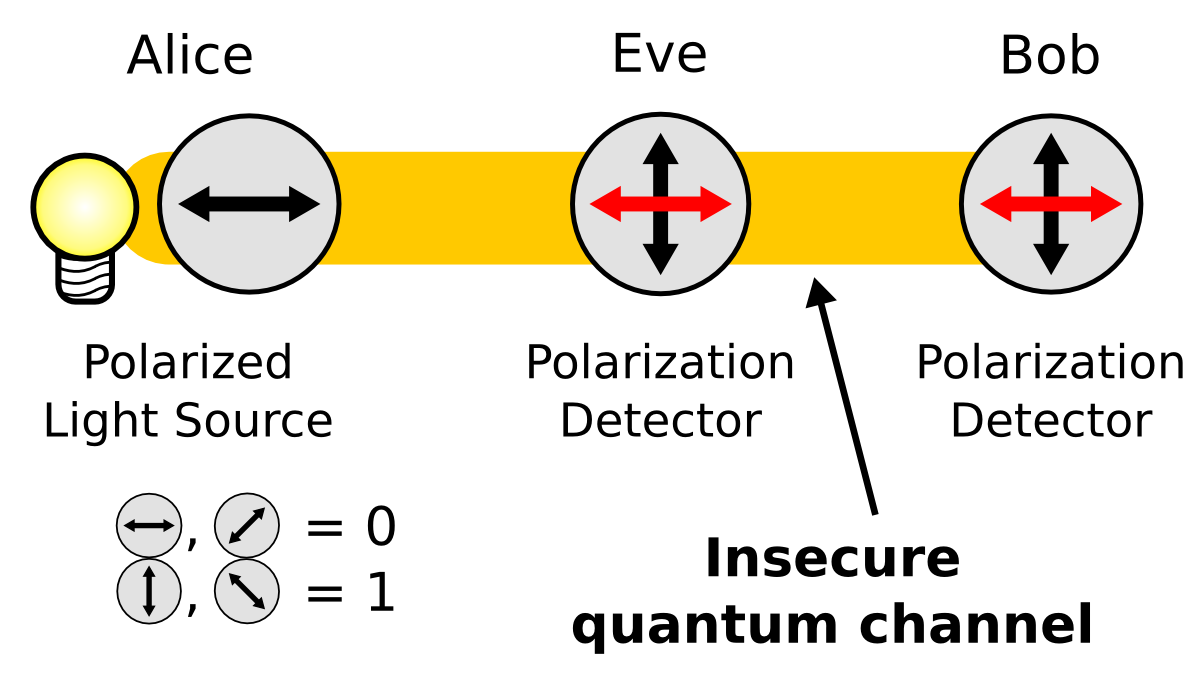 Alice
Eve
Bob
Polarized
Light Source
Polarization
Detector
Polarization
Detector
, = 0
, = 1
Insecure
quantum channel